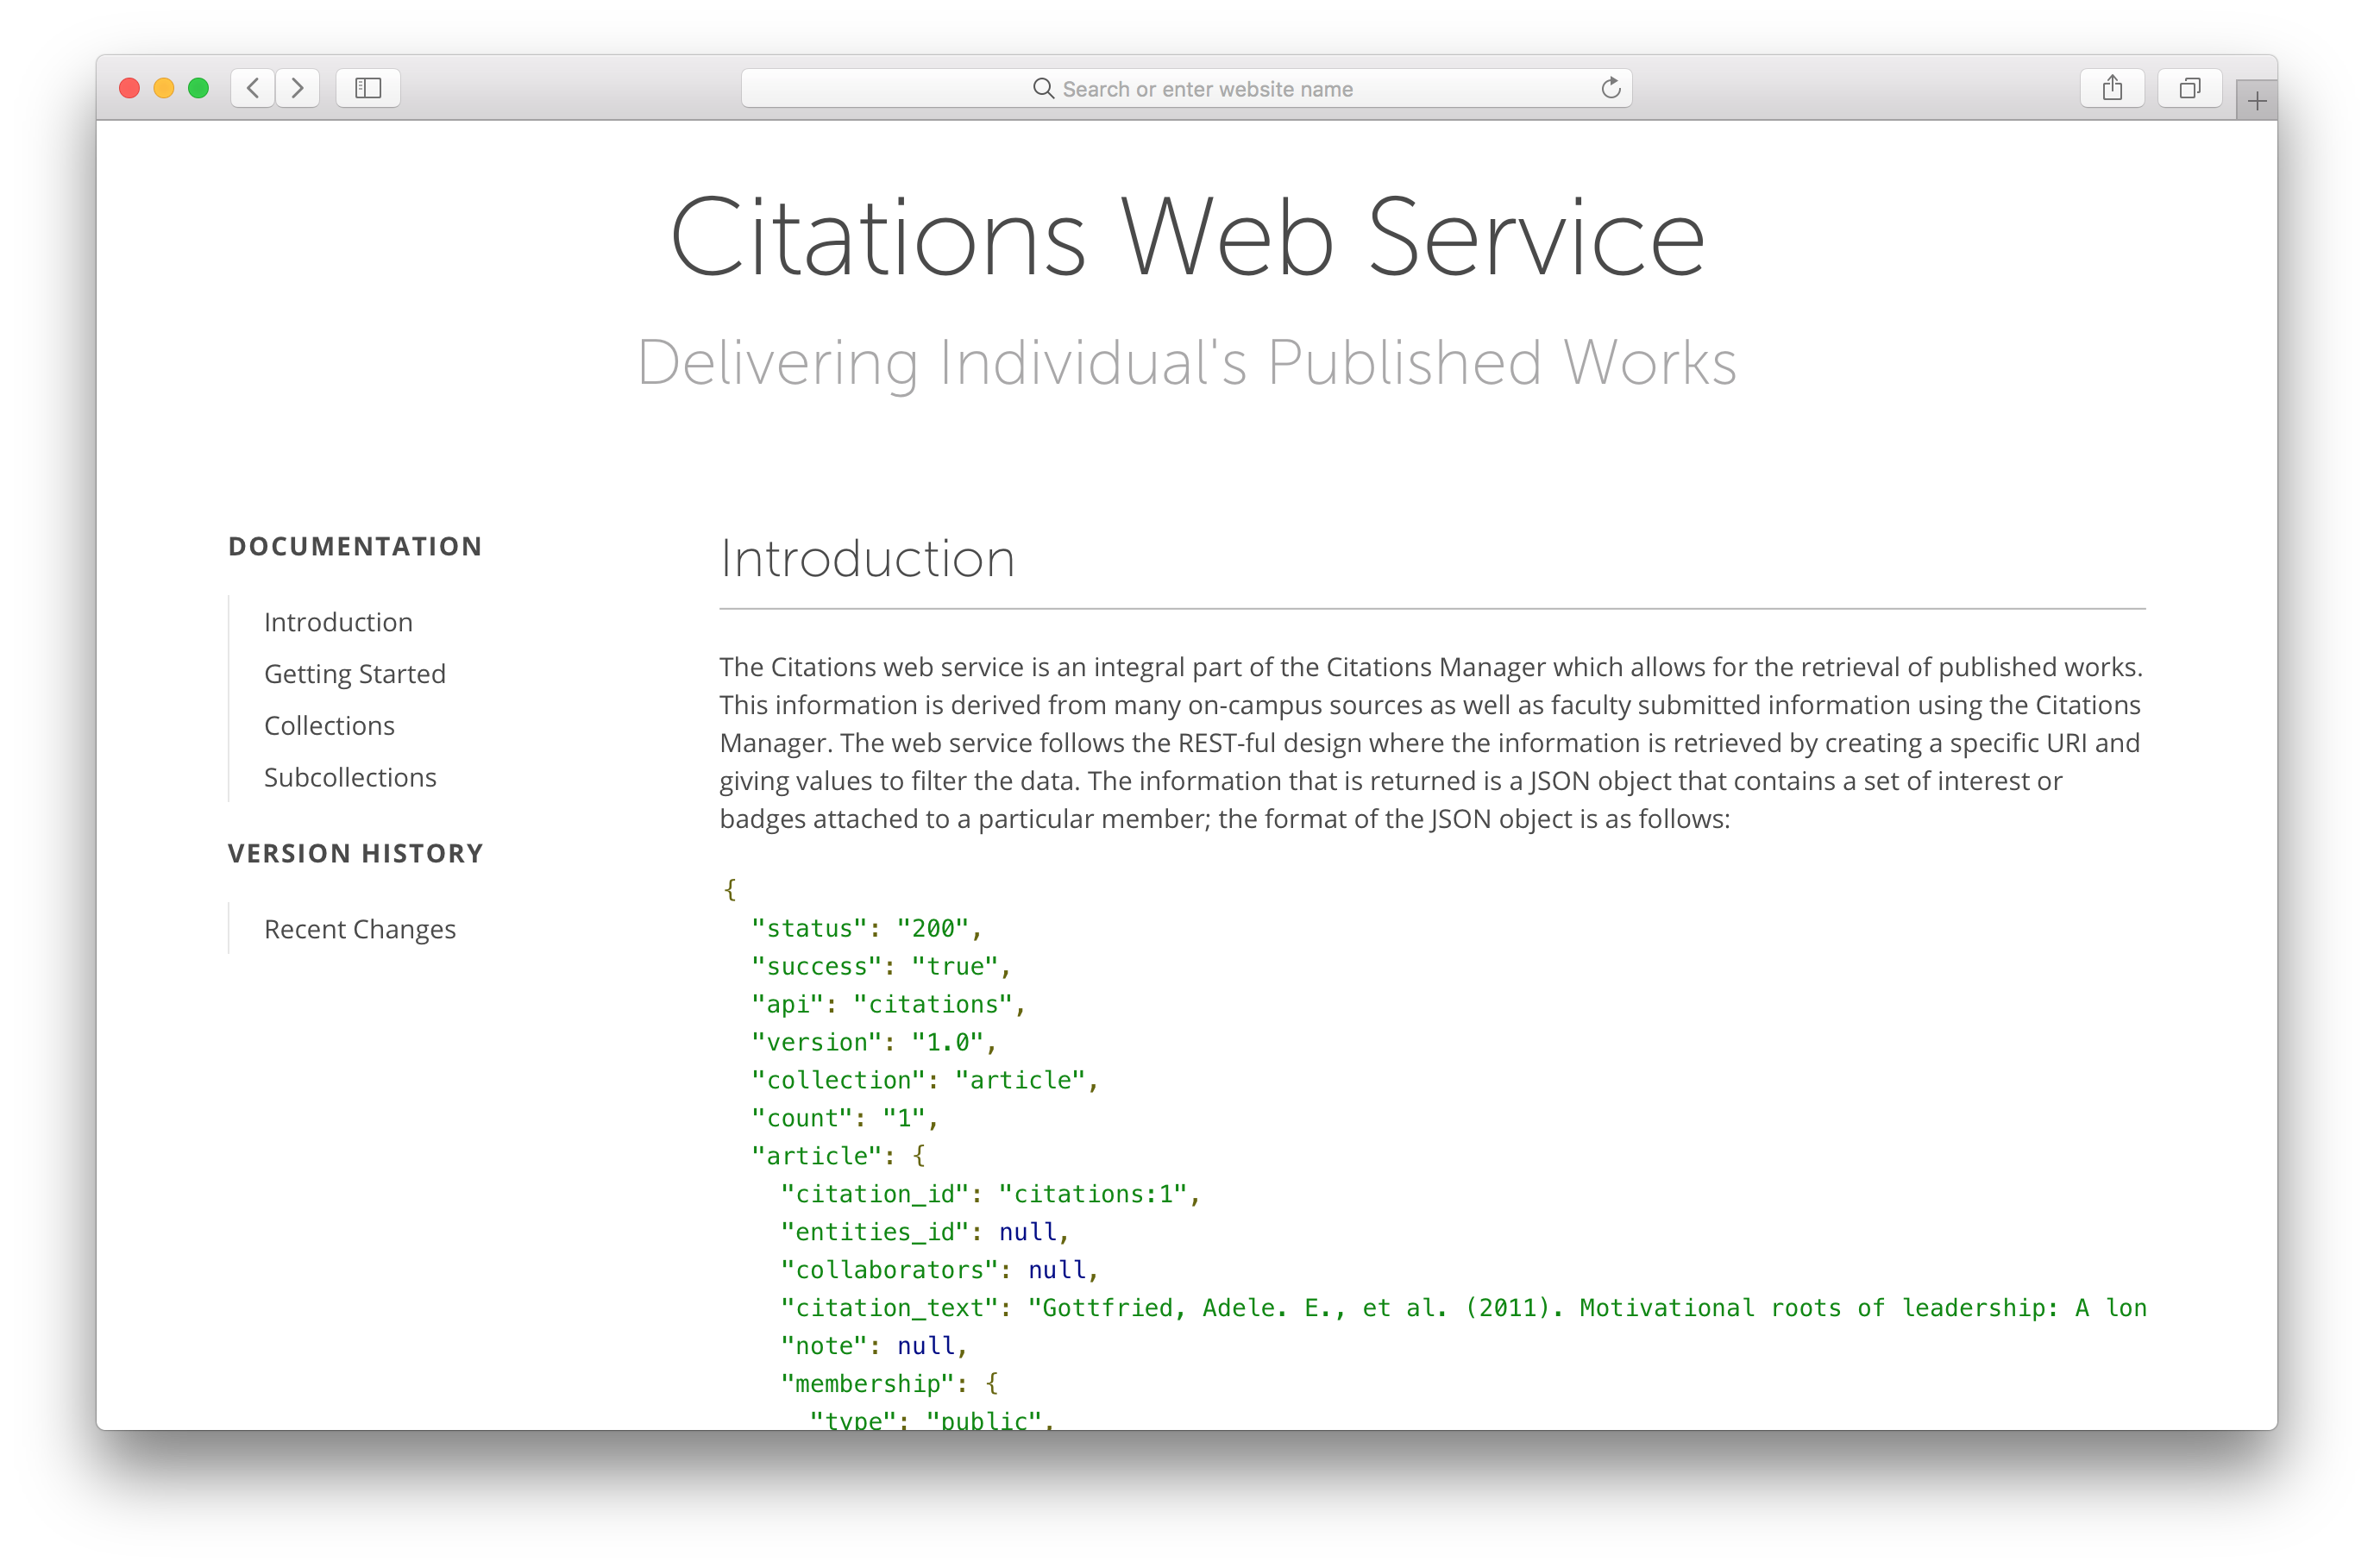 Search or enter website name
Citations Web Service
Delivering Individual's Published Works
DOCUMENTATION
Introduction
Getting Started
Collections
Subcollections
VERSION HISTORY
Recent Changes
Introduction
The Citations web service is an integral part of the Citations Manager which allows for the retrieval of published works.
This information is derived from many on-campus sources as well as faculty submitted information using the Citations
Manager. The web service follows the REST-ful design where the information is retrieved by creating a specific URI and
giving values to filter the data. The information that is returned is a JSON object that contains a set of interest or
badges attached to a particular member; the format of the JSON object is as follows:
{
  "status": "200",
  "success": "true",
  "api": "citations",
  "version": "1.0",
  "collection": "article",
  "count": "1",
  "article": {
    "citation_id": "citations:1",
    "entities_id": null,
    "collaborators": null,
    "citation_text": "Gottfried, Adele. E., et al. (2011). Motivational roots of leadership: A lon
    "note": null,
    "membership": {
      "type": "public",